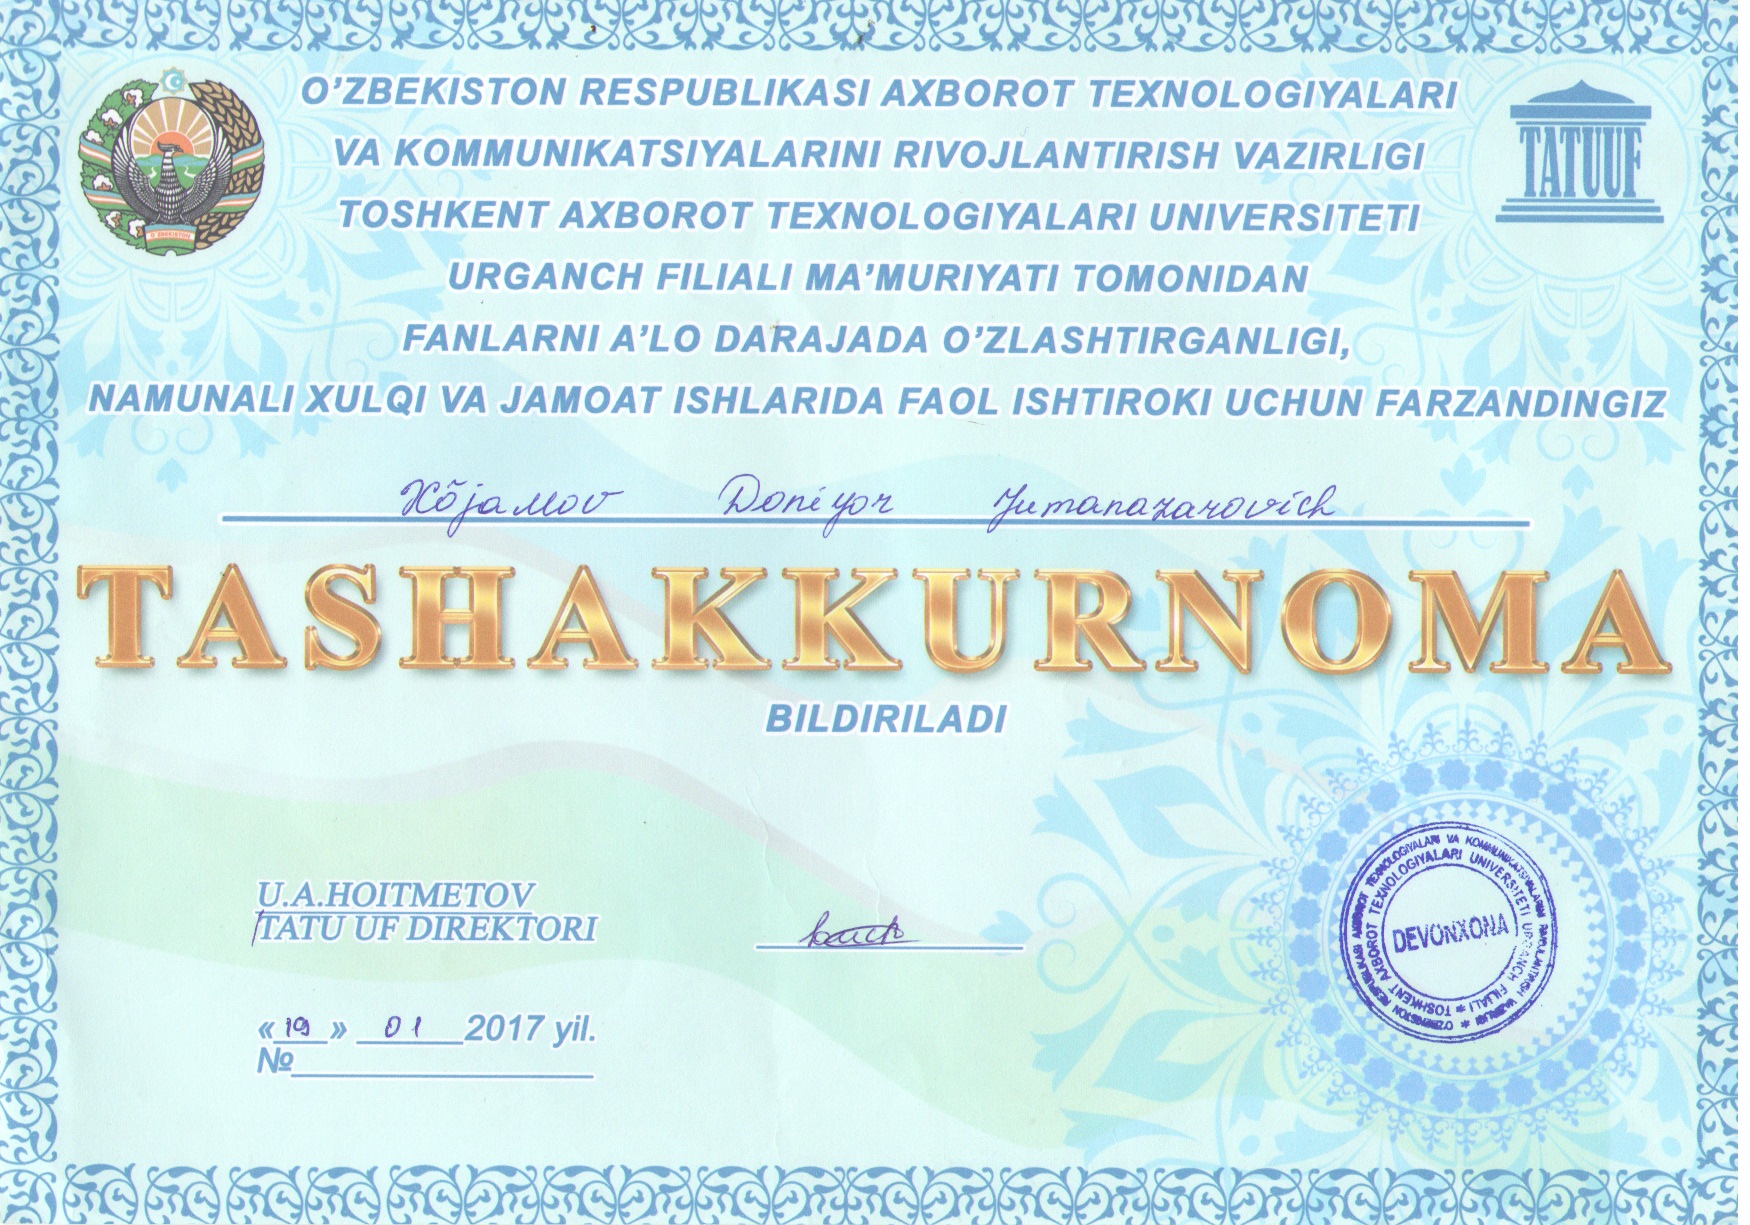 O'ZBEKISTON RESPUBLIKASI AXBOROT TEXNOLOGIYALARI
VA KOMMUNIKATSIYALARINI RIVOJLANTIRISH VAZIRLIGI
TOSHKENT AXBOROT TEXNOLOGIYALARI UNIVERSITETI
URGANCH FILIALI MA'MURIYATI TOMONIDAN
FANLARNI A'LO DARAJADA O'ZLASHTIRGANLIGI,
NAMUNALI XULQI VA JAMOAT ISHLARIDA FAOL ISHTIROKI UCHUN FARZANDINGIZ
O'ZBEKISTON
TATUUF
Xõjamov Doniyor Jumanazarovich
TASHAKKURNOMA
BILDIRILADI
U.A.HOITMETOV
TATU UF DIREKTORI
«19» 01 2017 yil.
№
O'ZBEKISTON RESPUBLIKASI AXBOROT TEXNOLOGIYALARI VA KOMMUNIKATSIYALARINI RIVOJLANTIRISH VAZIRLIGI *
TOSHKENT AXBOROT TEXNOLOGIYALARI UNIVERSITETI URGANCH FILIALI *
DEVONXONA